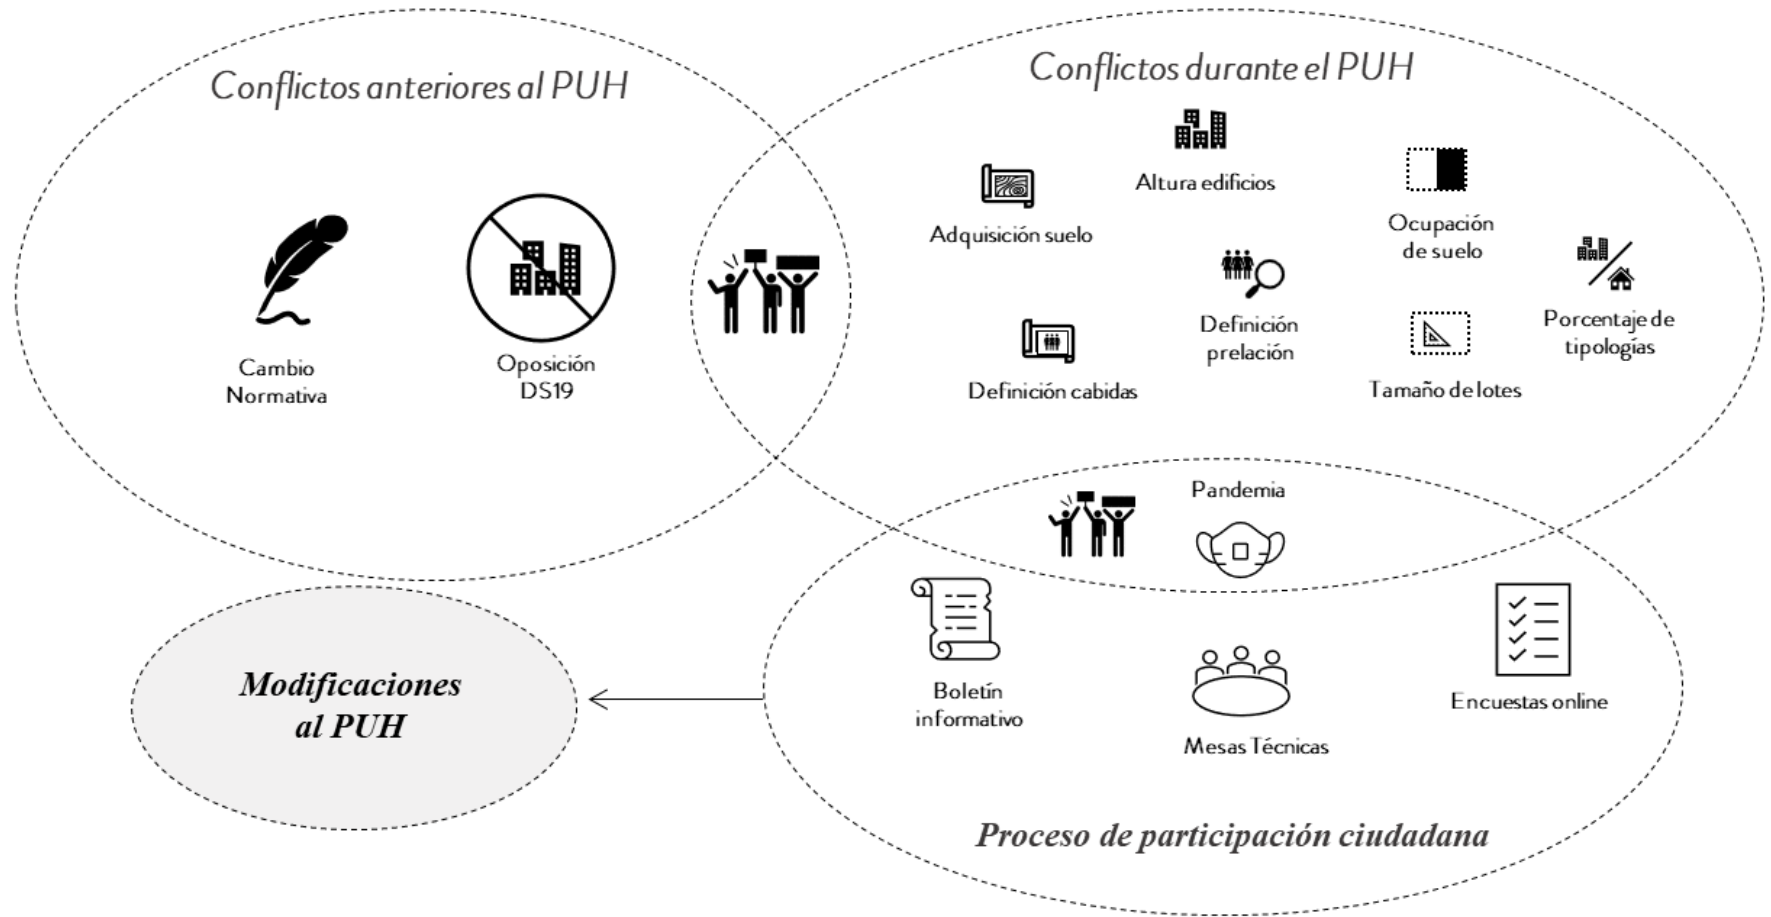 Conflictos anteriores al PUH
Cambio
Normativa
Oposición
DS19
Conflictos durante el PUH
Altura edificios
Adquisición suelo
Ocupación
de suelo
Definición
prelación
Porcentaje de
tipologías
Definición cabidas
Tamaño de lotes
Pandemia
Boletín
informativo
Mesas Técnicas
Encuestas online
Proceso de participación ciudadana
Modificaciones
al PUH